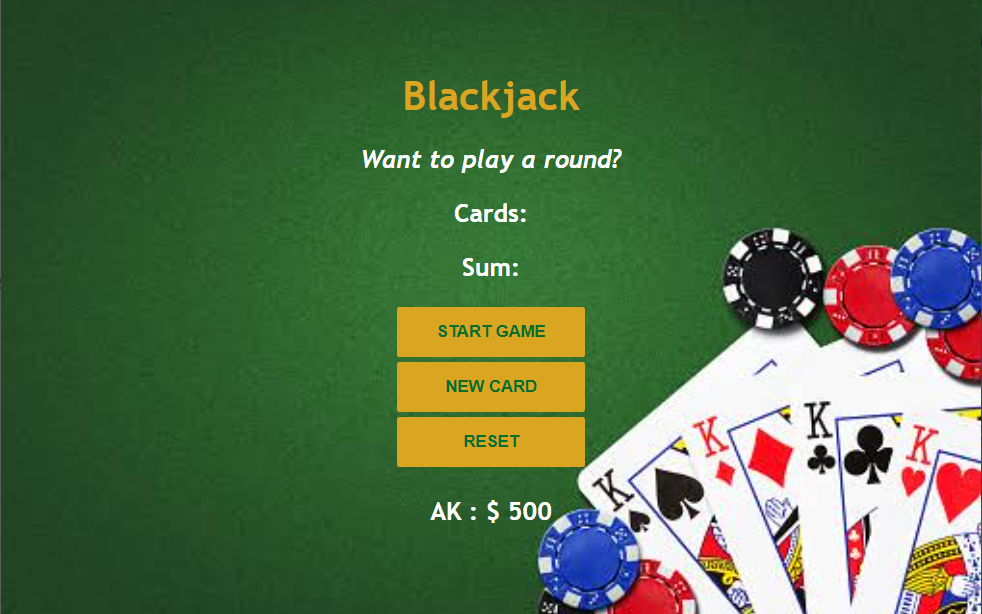 Blackjack
Want to play a round?
Cards:
Sum:
START GAME
NEW CARD
RESET
AK : $ 500
K
K
K
K